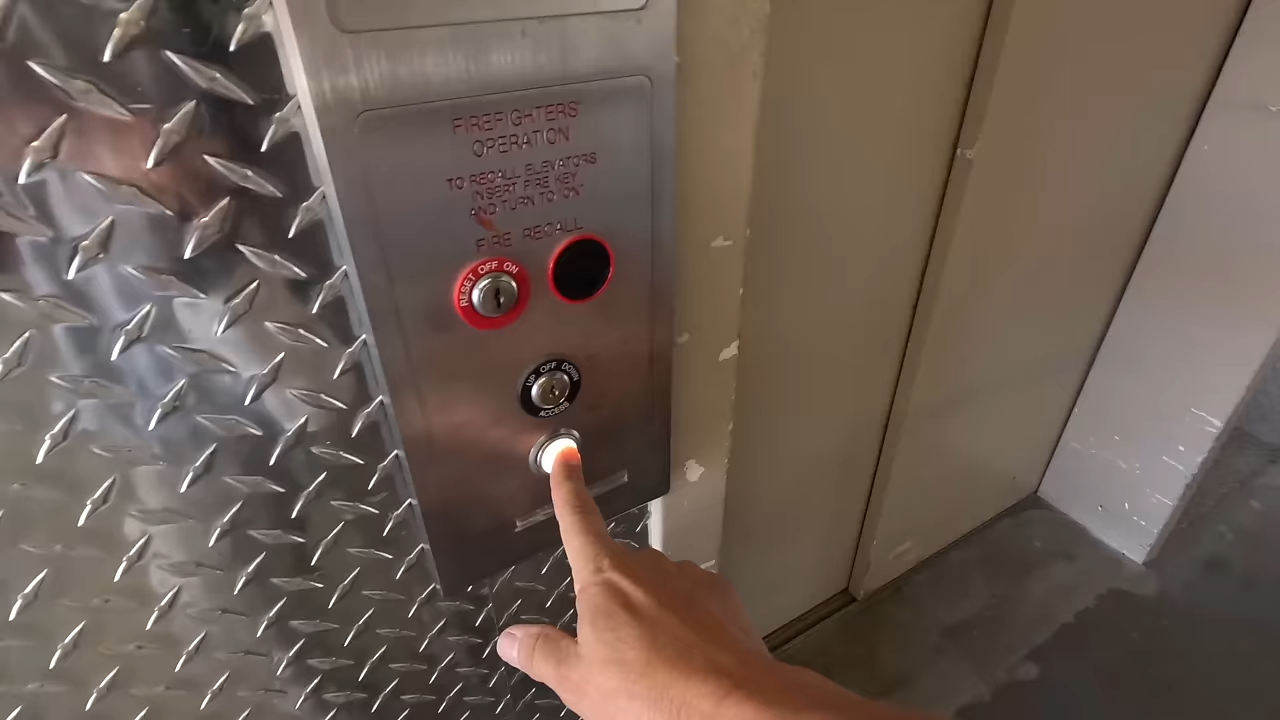 FIREFIGHTERS'
OPERATION
TO RECALL ELEVATORS
INSERT FIRE KEY
AND TURN TO "ON"
FIRE RECALL
RESET OFF ON
UP OFF DOWN
ACCESS